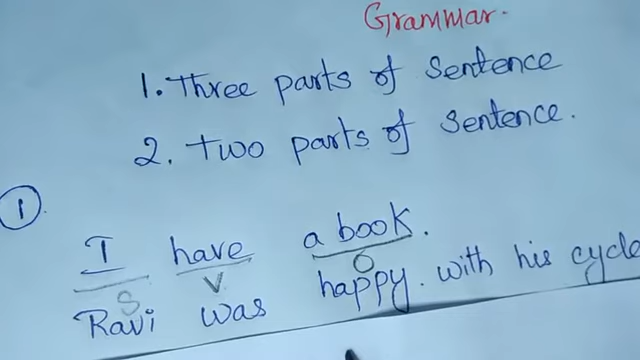 Grammar.
1. Three parts of Sentence
2. Two parts of Sentence.
1 I have a book.
S V O
Ravi was happy. with his cycle